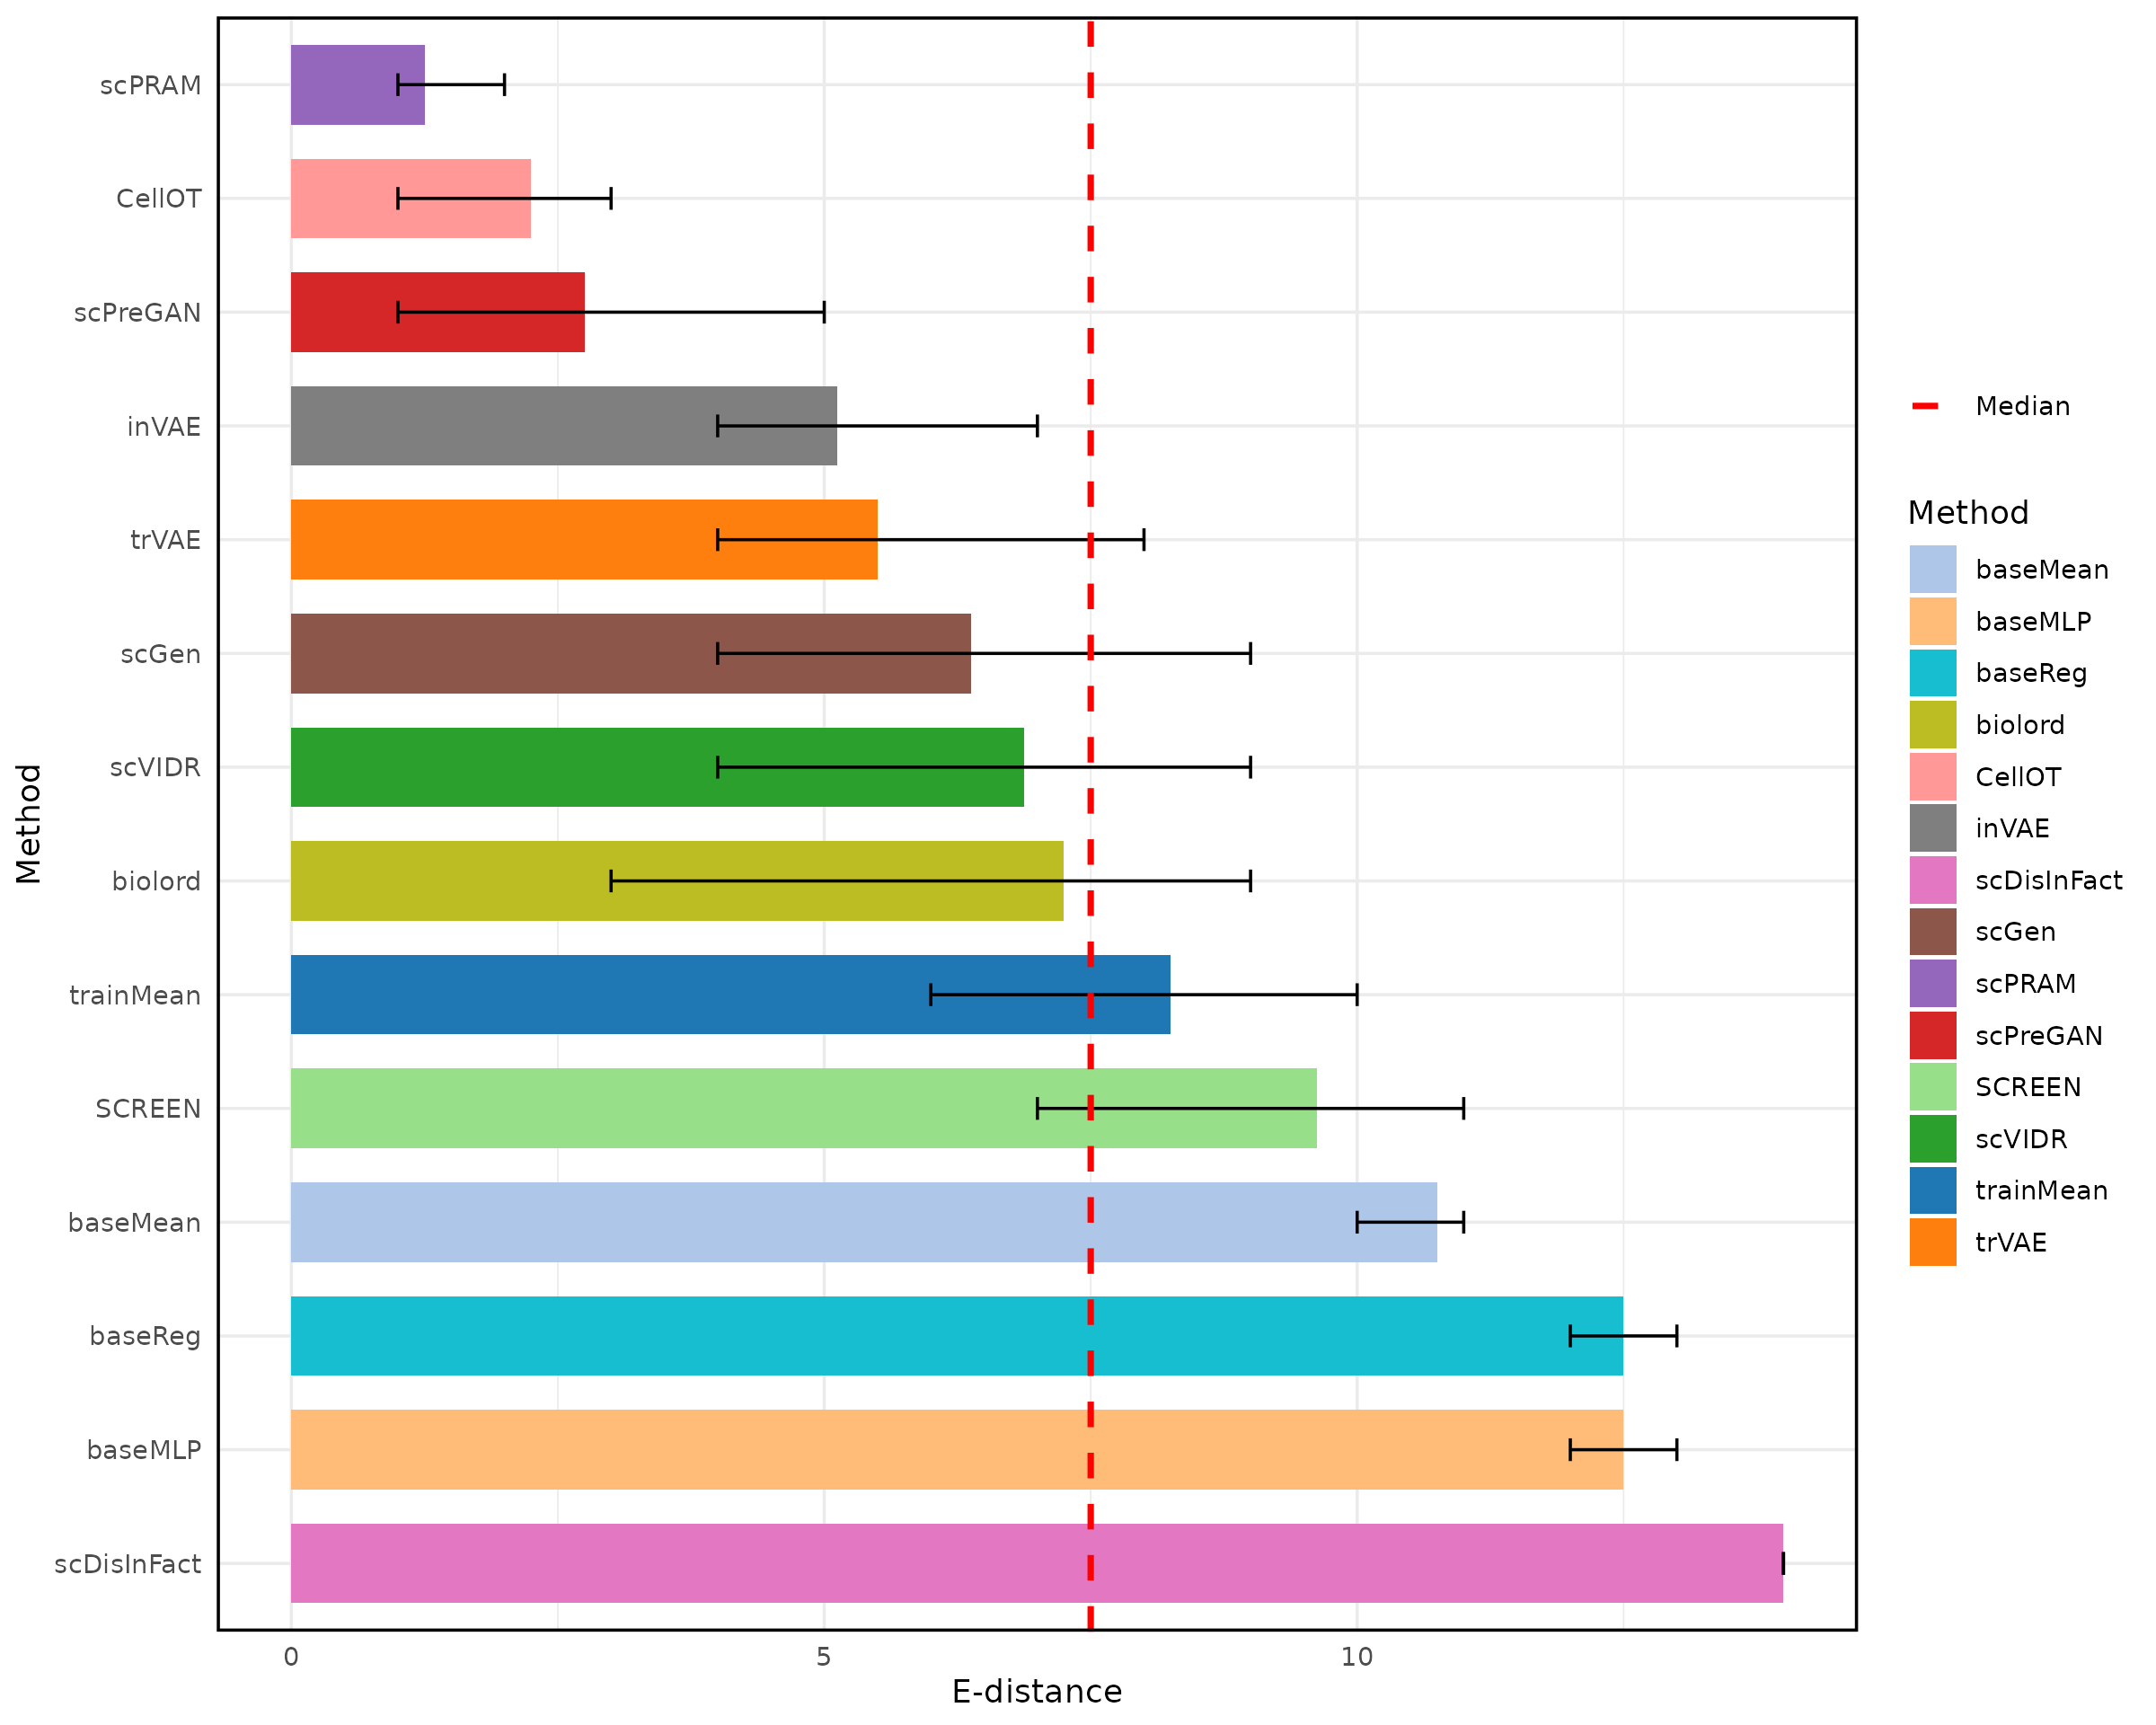 Method
scPRAM
CellOT
scPreGAN
inVAE
trVAE
scGen
scVIDR
biolord
trainMean
SCREEN
baseMean
baseReg
baseMLP
scDisInFact
0 5 10
E-distance
Median
Method
baseMean
baseMLP
baseReg
biolord
CellOT
inVAE
scDisInFact
scGen
scPRAM
scPreGAN
SCREEN
scVIDR
trainMean
trVAE